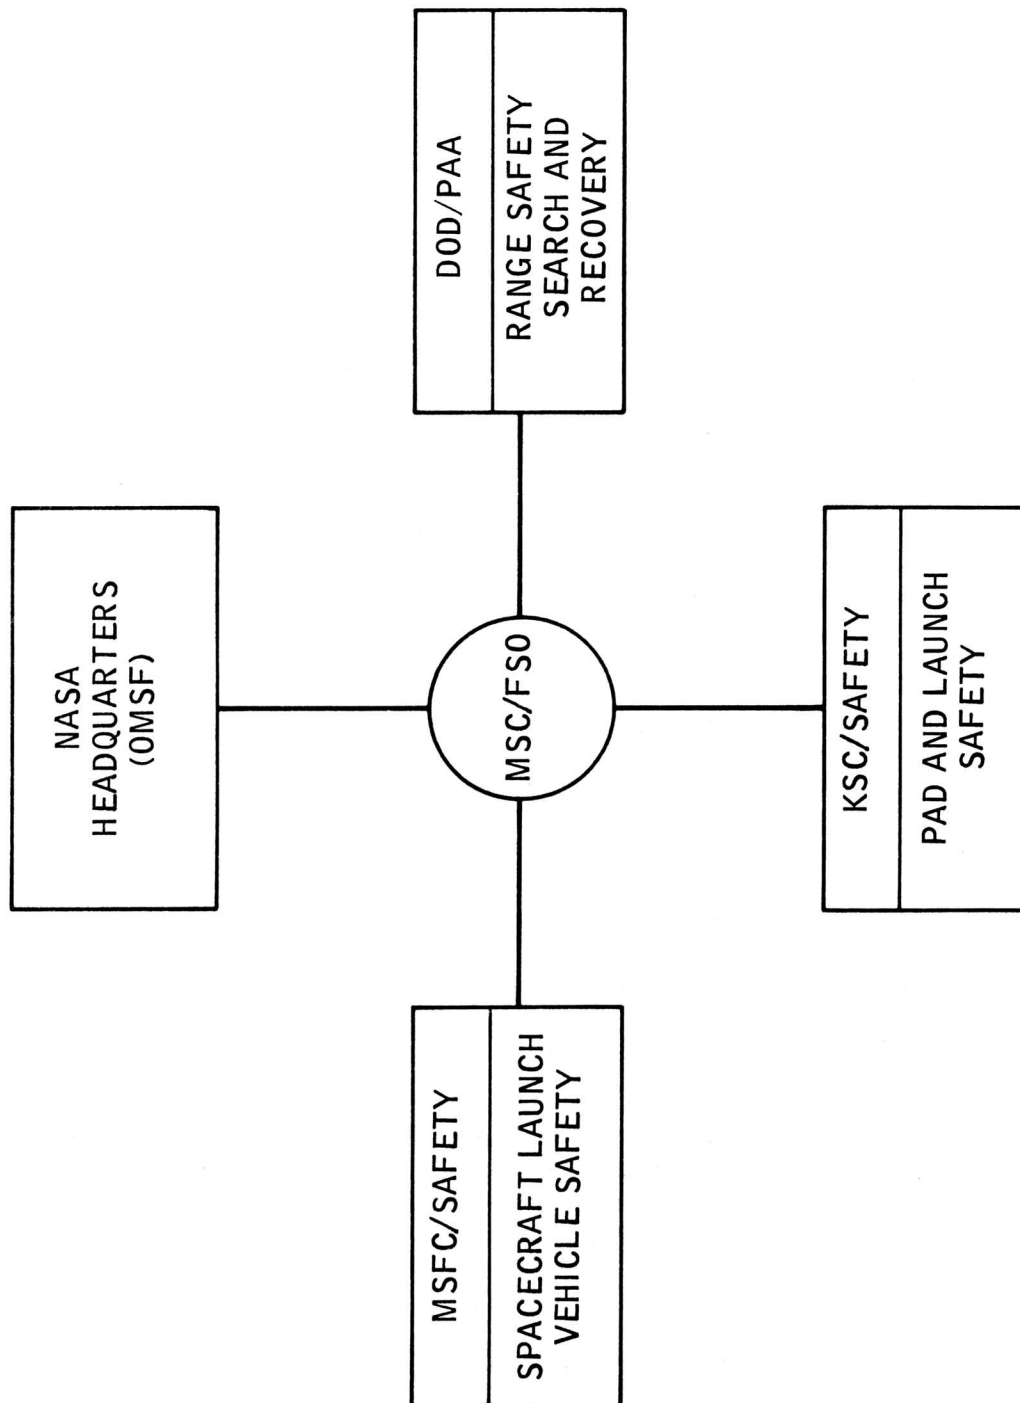 NASA
HEADQUARTERS
(OMSF)
MSFC/SAFETY
SPACECRAFT LAUNCH
VEHICLE SAFETY
MSC/FSO
DOD/PAA
RANGE SAFETY
SEARCH AND
RECOVERY
KSC/SAFETY
PAD AND LAUNCH
SAFETY